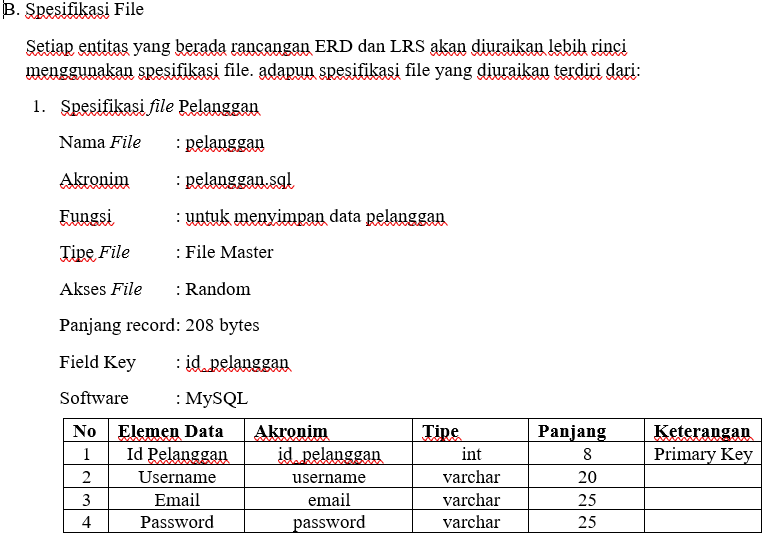 B. Spesifikasi File
Setiap entitas yang berada rancangan ERD dan LRS akan diuraikan lebih rinci
menggunakan spesifikasi file. adapun spesifikasi file yang diuraikan terdiri dari:
1. Spesifikasi file Pelanggan
Nama File : pelanggan
Akronim : pelanggan.sql
Fungsi : untuk menyimpan data pelanggan
Tipe File : File Master
Akses File : Random
Panjang record: 208 bytes
Field Key : id_pelanggan
Software : MySQL
No Elemen Data Akronim Tipe Panjang Keterangan
1 Id Pelanggan id_pelanggan int 8 Primary Key
2 Username username varchar 20
3 Email email varchar 25
4 Password password varchar 25